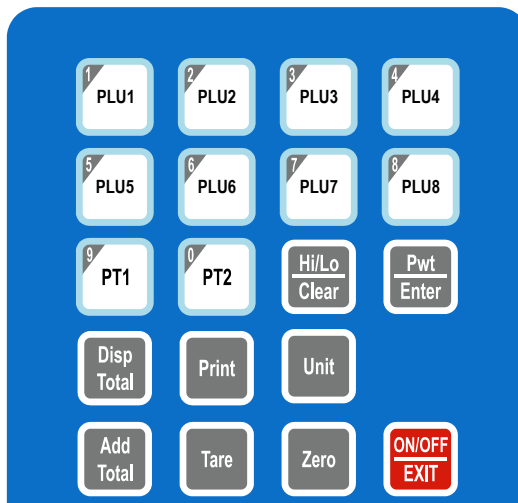 1 2 3 4
PLU1 PLU2 PLU3 PLU4
5 6 7 8
PLU5 PLU6 PLU7 PLU8
9 0
PT1 PT2
Hi/Lo Pwt
Clear Enter
Disp
Total
Print
Unit
Add
Total
Tare
Zero
ON/OFF
EXIT